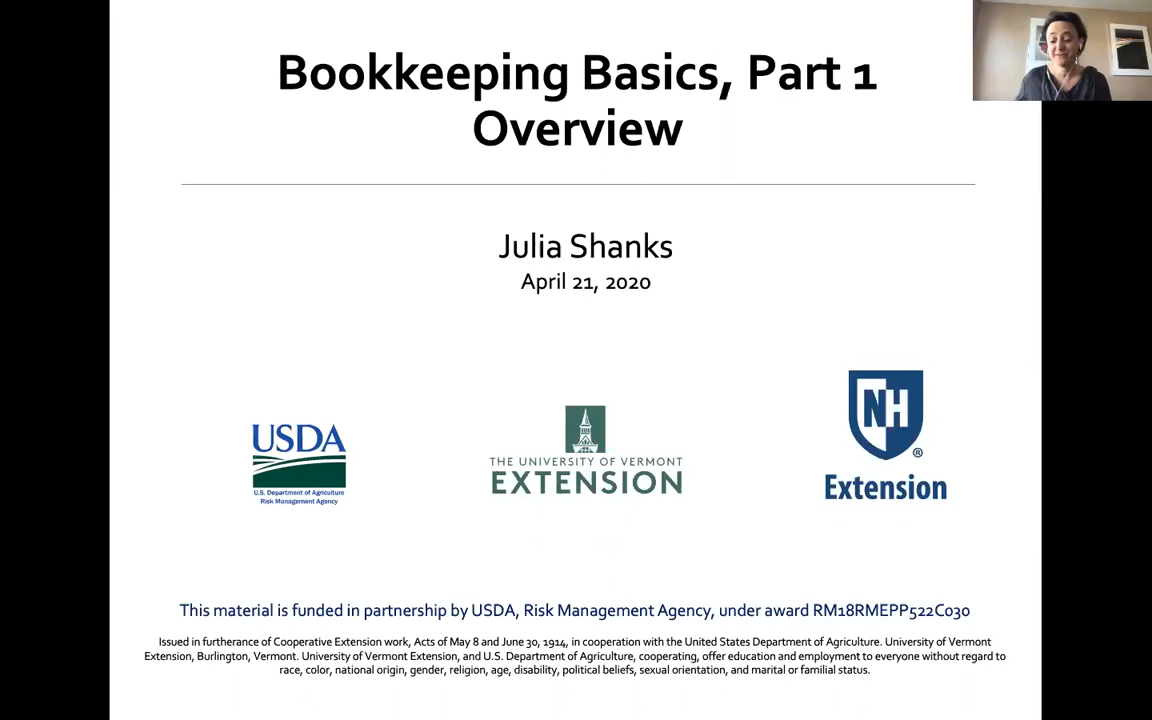 Bookkeeping Basics, Part 1
Overview
Julia Shanks
April 21, 2020
USDA
U.S. Department of Agriculture
Risk Management Agency
THE UNIVERSITY OF VERMONT
EXTENSION
NH
®
Extension
This material is funded in partnership by USDA, Risk Management Agency, under award RM18RMEPP522C030
Issued in furtherance of Cooperative Extension work, Acts of May 8 and June 30, 1914, in cooperation with the United States Department of Agriculture. University of Vermont
Extension, Burlington, Vermont. University of Vermont Extension, and U.S. Department of Agriculture, cooperating, offer education and employment to everyone without regard to
race, color, national origin, gender, religion, age, disability, political beliefs, sexual orientation, and marital or familial status.